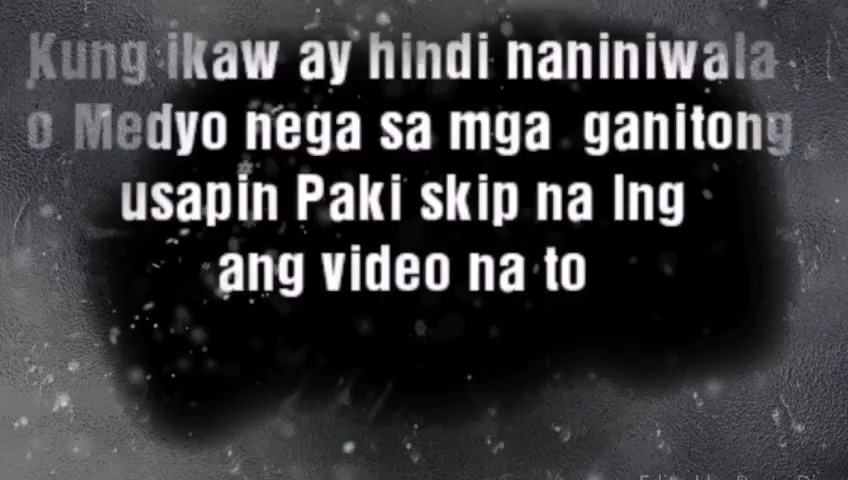 Kung ikaw ay hindi naniniwala
o Medyo nega sa mga ganitong
usapin Paki skip na lng
ang video na to